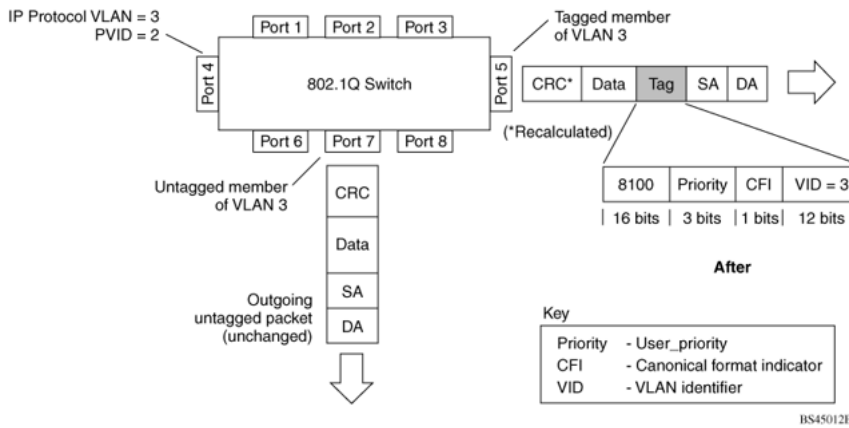 IP Protocol VLAN = 3
PVID = 2
Port 1
Port 2
Port 3
Tagged member
of VLAN 3
Port 4
802.1Q Switch
Port 5
CRC*
Data
Tag
SA
DA
(*Recalculated)
Port 6
Port 7
Port 8
Untagged member
of VLAN 3
CRC
Data
SA
DA
Outgoing
untagged packet
(unchanged)
8100
Priority
CFI
VID = 3
16 bits
3 bits
1 bits
12 bits
After
Key
Priority - User_priority
CFI - Canonical format indicator
VID - VLAN identifier